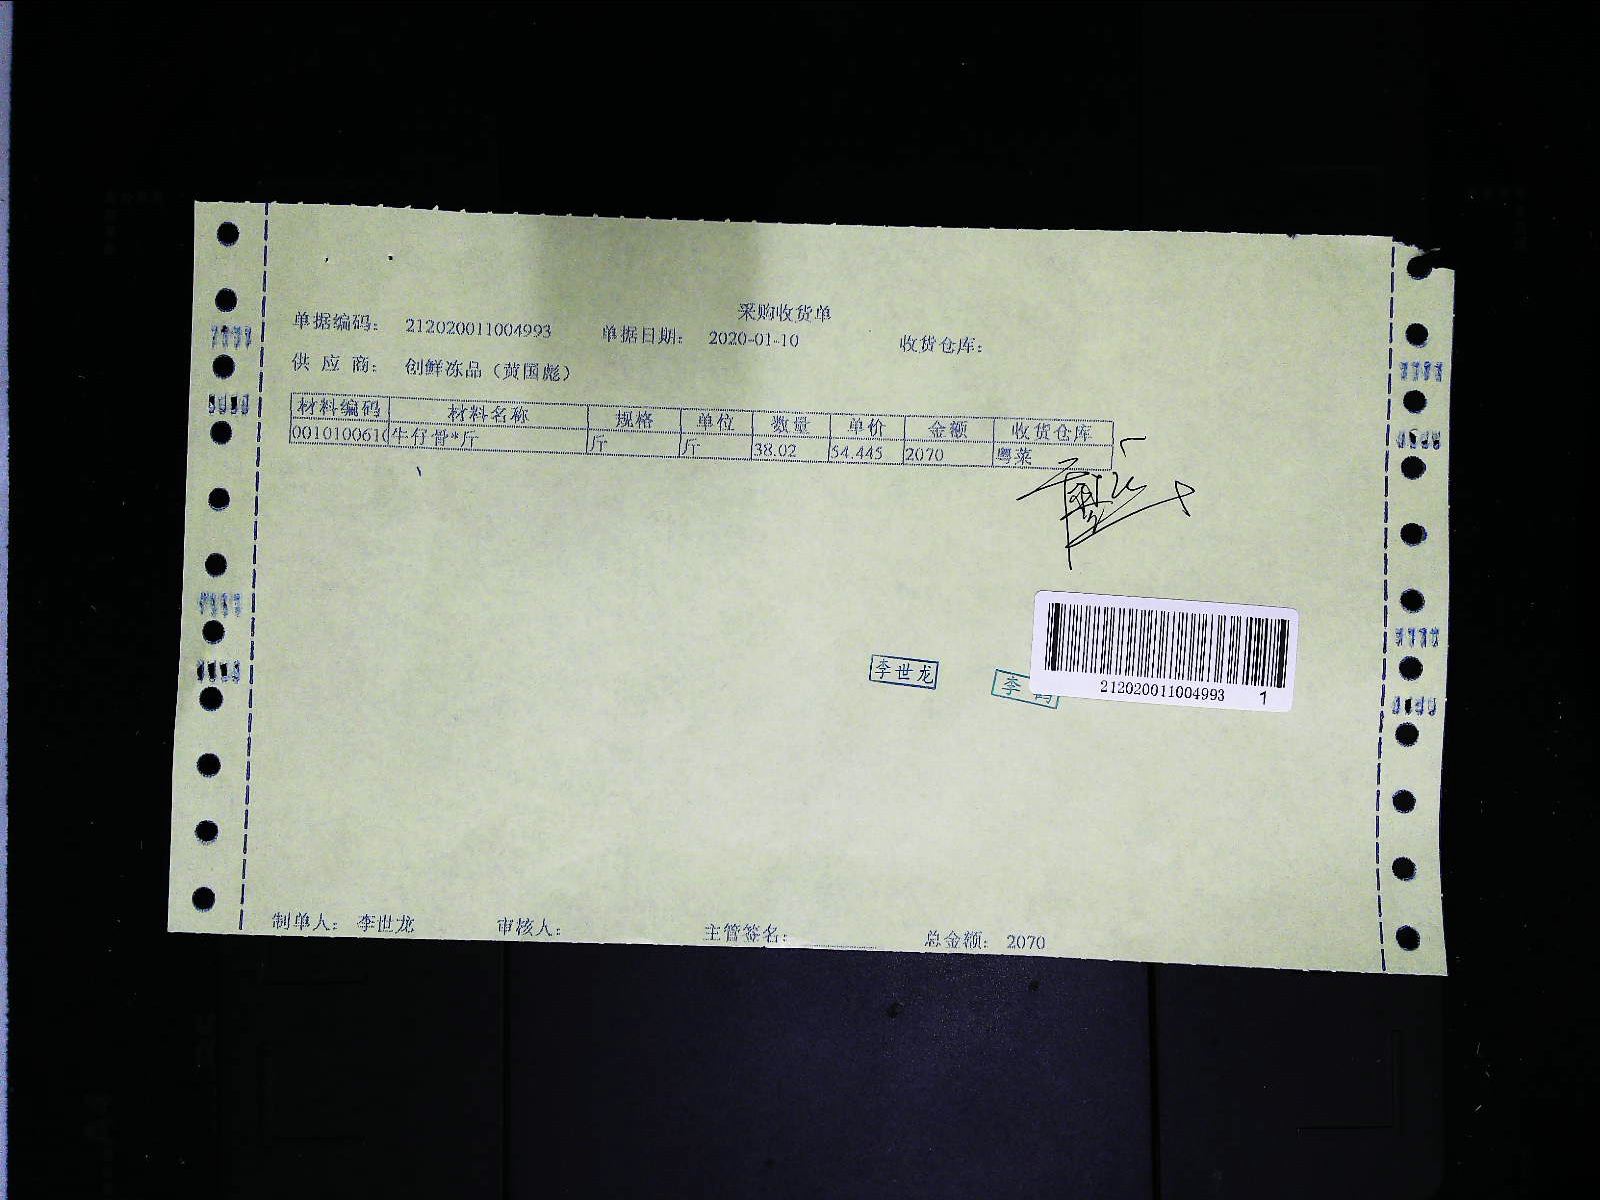 采购收货单
单据编码： 212020011004993 单据日期： 2020-01-10 收货仓库：
供 应 商： 创鲜冻品（黄国彪）
材料编码 材料名称 规格 单位 数量 单价 金额 收货仓库
0010100610 牛仔骨*斤 斤 斤 38.02 54.445 2070 粤菜
李世龙 李
212020011004993 1
制单人： 李世龙 审核人： 主管签名： 总金额： 2070